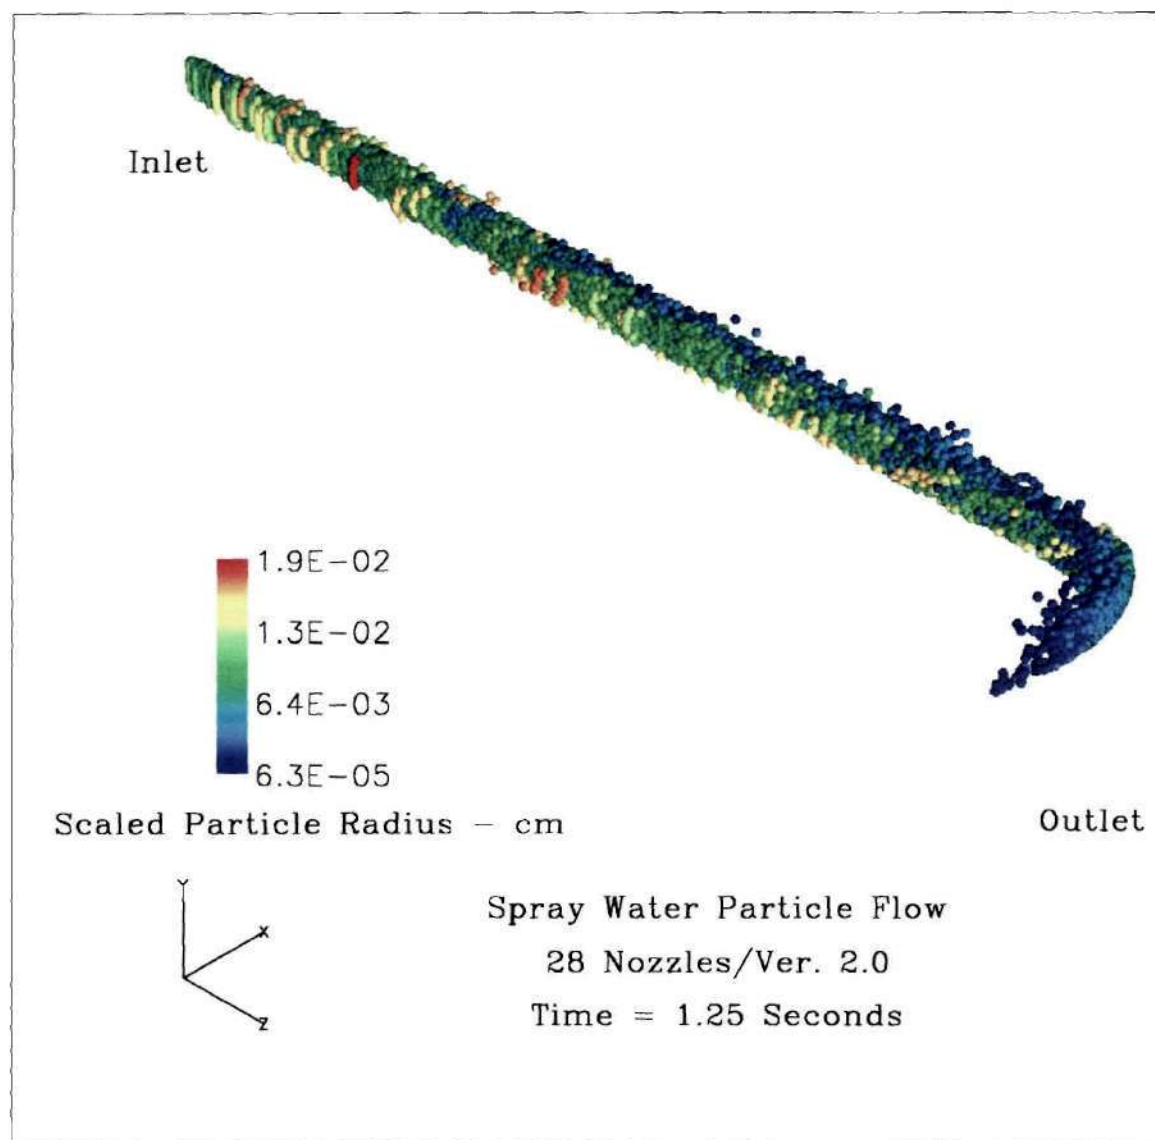 Inlet
1.9E-02
1.3E-02
6.4E-03
6.3E-05
Scaled Particle Radius - cm
Outlet
Y
X
Z
Spray Water Particle Flow
28 Nozzles/Ver. 2.0
Time = 1.25 Seconds